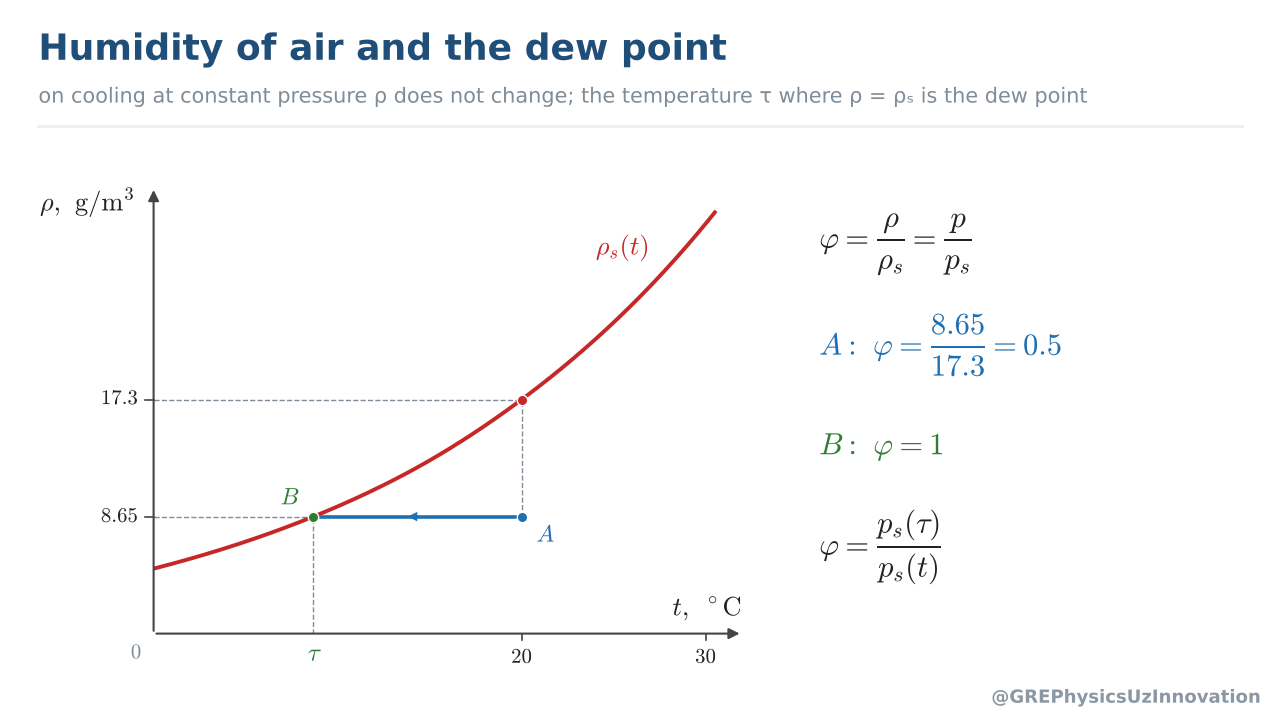 Humidity of air and the dew point
on cooling at constant pressure ρ does not change; the temperature τ where ρ = ρₛ is the dew point
ρ, g/m³
ρₛ(t)
17.3
8.65
B
A
t, °C
0
τ
20
30
φ = ρ/ρₛ = p/pₛ
A: φ = 8.65/17.3 = 0.5
B: φ = 1
φ = pₛ(τ)/pₛ(t)
@GREPhysicsUzInnovation